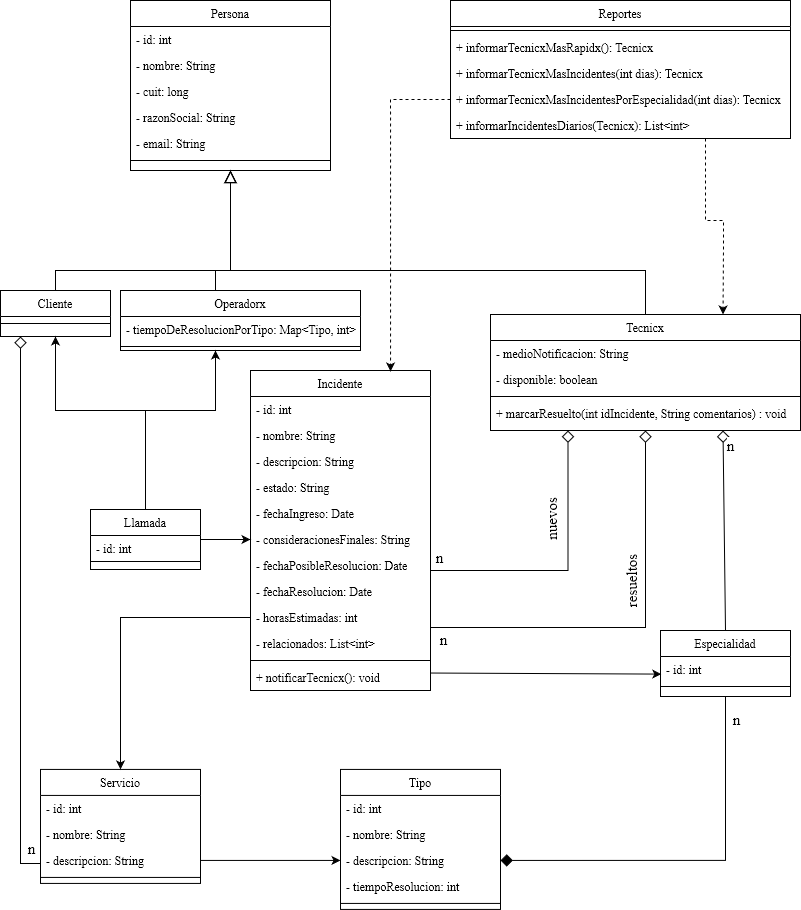 Persona
- id: int
- nombre: String
- cuit: long
- razonSocial: String
- email: String
Reportes
+ informarTecnicxMasRapidx(): Tecnicx
+ informarTecnicxMasIncidentes(int dias): Tecnicx
+ informarTecnicxMasIncidentesPorEspecialidad(int dias): Tecnicx
+ informarIncidentesDiarios(Tecnicx): List<int>
Cliente
Operadorx
- tiempoDeResolucionPorTipo: Map<Tipo, int>
Tecnicx
- medioNotificacion: String
- disponible: boolean
+ marcarResuelto(int idIncidente, String comentarios) : void
Incidente
- id: int
- nombre: String
- descripcion: String
- estado: String
- fechaIngreso: Date
- consideracionesFinales: String
- fechaPosibleResolucion: Date
- fechaResolucion: Date
- horasEstimadas: int
- relacionados: List<int>
+ notificarTecnicx(): void
Llamada
- id: int
nuevos
n
resueltos
n
n
Especialidad
- id: int
n
Servicio
- id: int
- nombre: String
- descripcion: String
n
Tipo
- id: int
- nombre: String
- descripcion: String
- tiempoResolucion: int